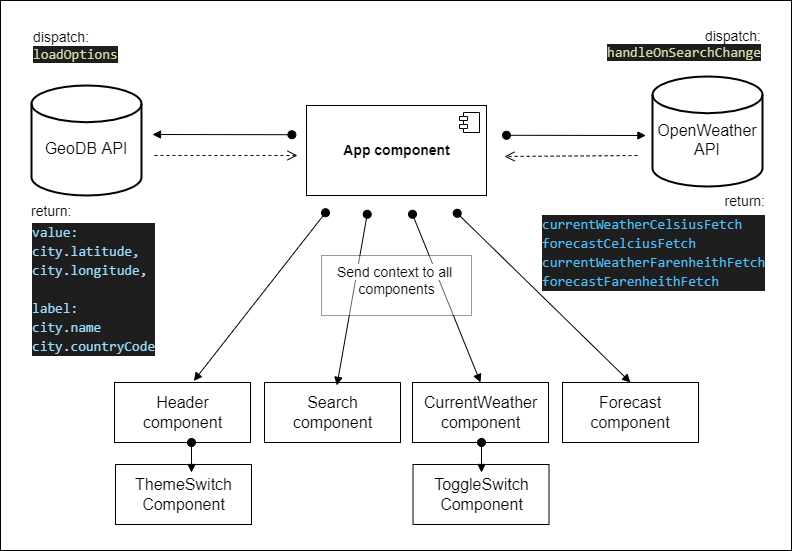 dispatch:
loadOptions
dispatch:
handleOnSearchChange
GeoDB API
App component
OpenWeather
API
return:
value:
city.latitude,
city.longitude,
label:
city.name
city.countryCode
return:
currentWeatherCelsiusFetch
forecastCelciusFetch
currentWeatherFarenheithFetch
forecastFarenheithFetch
Send context to all
components
Header
component
Search
component
CurrentWeather
component
Forecast
component
ThemeSwitch
Component
ToggleSwitch
Component